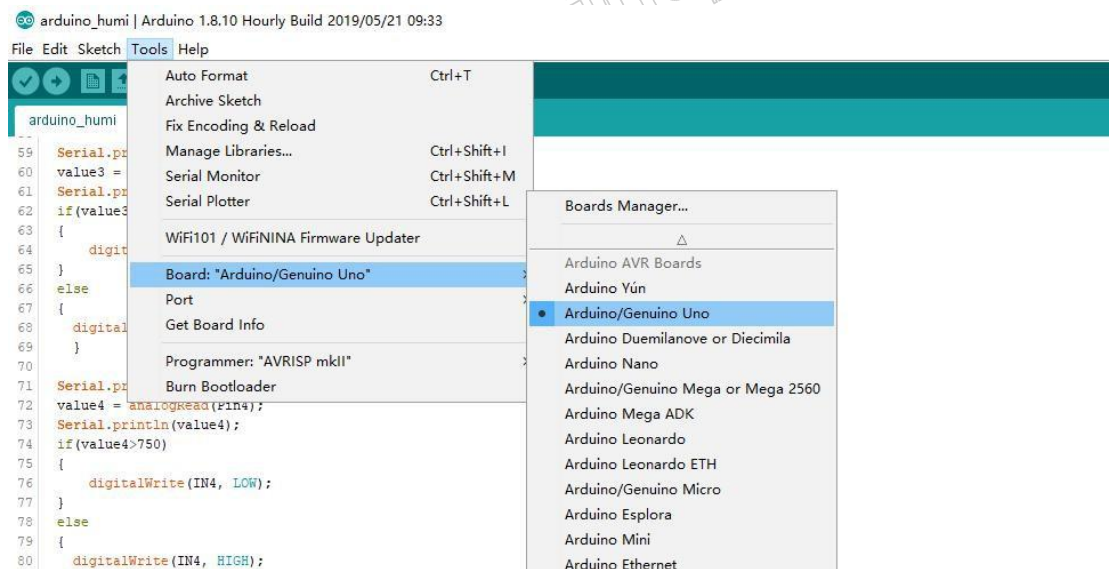 arduino_humi | Arduino 1.8.10 Hourly Build 2019/05/21 09:33
File Edit Sketch Tools Help
arduino_humi
Auto Format Ctrl+T
Archive Sketch
Fix Encoding & Reload
Manage Libraries... Ctrl+Shift+I
Serial Monitor Ctrl+Shift+M
Serial Plotter Ctrl+Shift+L
WiFi101 / WiFiNINA Firmware Updater
Board: "Arduino/Genuino Uno"
Port
Get Board Info
Programmer: "AVRISP mkII"
Burn Bootloader
Boards Manager...
Arduino AVR Boards
Arduino Yún
Arduino/Genuino Uno
Arduino Duemilanove or Diecimila
Arduino Nano
Arduino/Genuino Mega or Mega 2560
Arduino Mega ADK
Arduino Leonardo
Arduino Leonardo ETH
Arduino/Genuino Micro
Arduino Esplora
Arduino Mini
Arduino Ethernet
59 Serial.pr
60 value3 =
61 Serial.pr
62 if(value3
63 {
64 digit
65 }
66 else
67 {
68 digital
69 }
70
71 Serial.pr
72 value4 = analogRead(Pin4);
73 Serial.println(value4);
74 if(value4>750)
75 {
76 digitalWrite(IN4, LOW);
77 }
78 else
79 {
80 digitalWrite(IN4, HIGH);